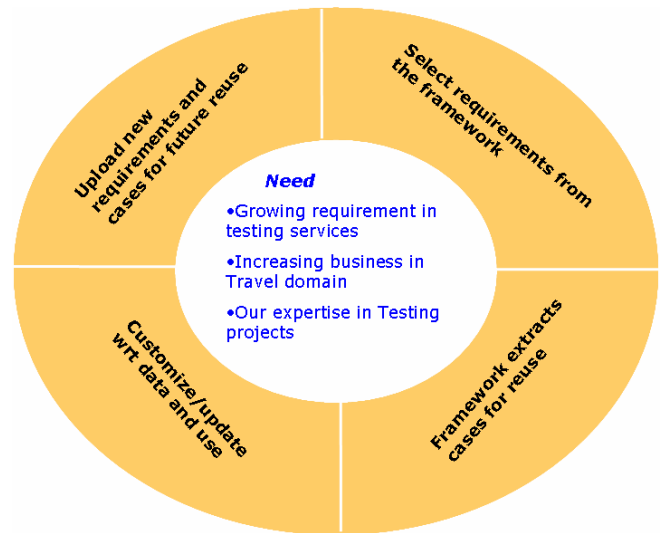 Upload new
requirements and
cases for future reuse
Select requirements from
the framework
Need
•Growing requirement in
testing services
•Increasing business in
Travel domain
•Our expertise in Testing
projects
Customize/update
wrt data and use
Framework extracts
cases for reuse